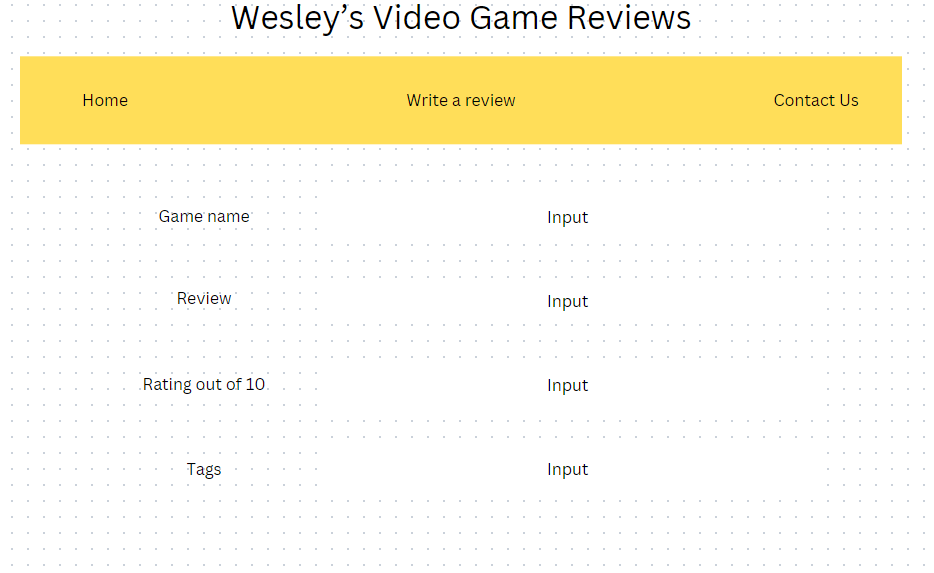 Wesley’s Video Game Reviews
Home Write a review Contact Us
Game name Input
Review Input
Rating out of 10 Input
Tags Input